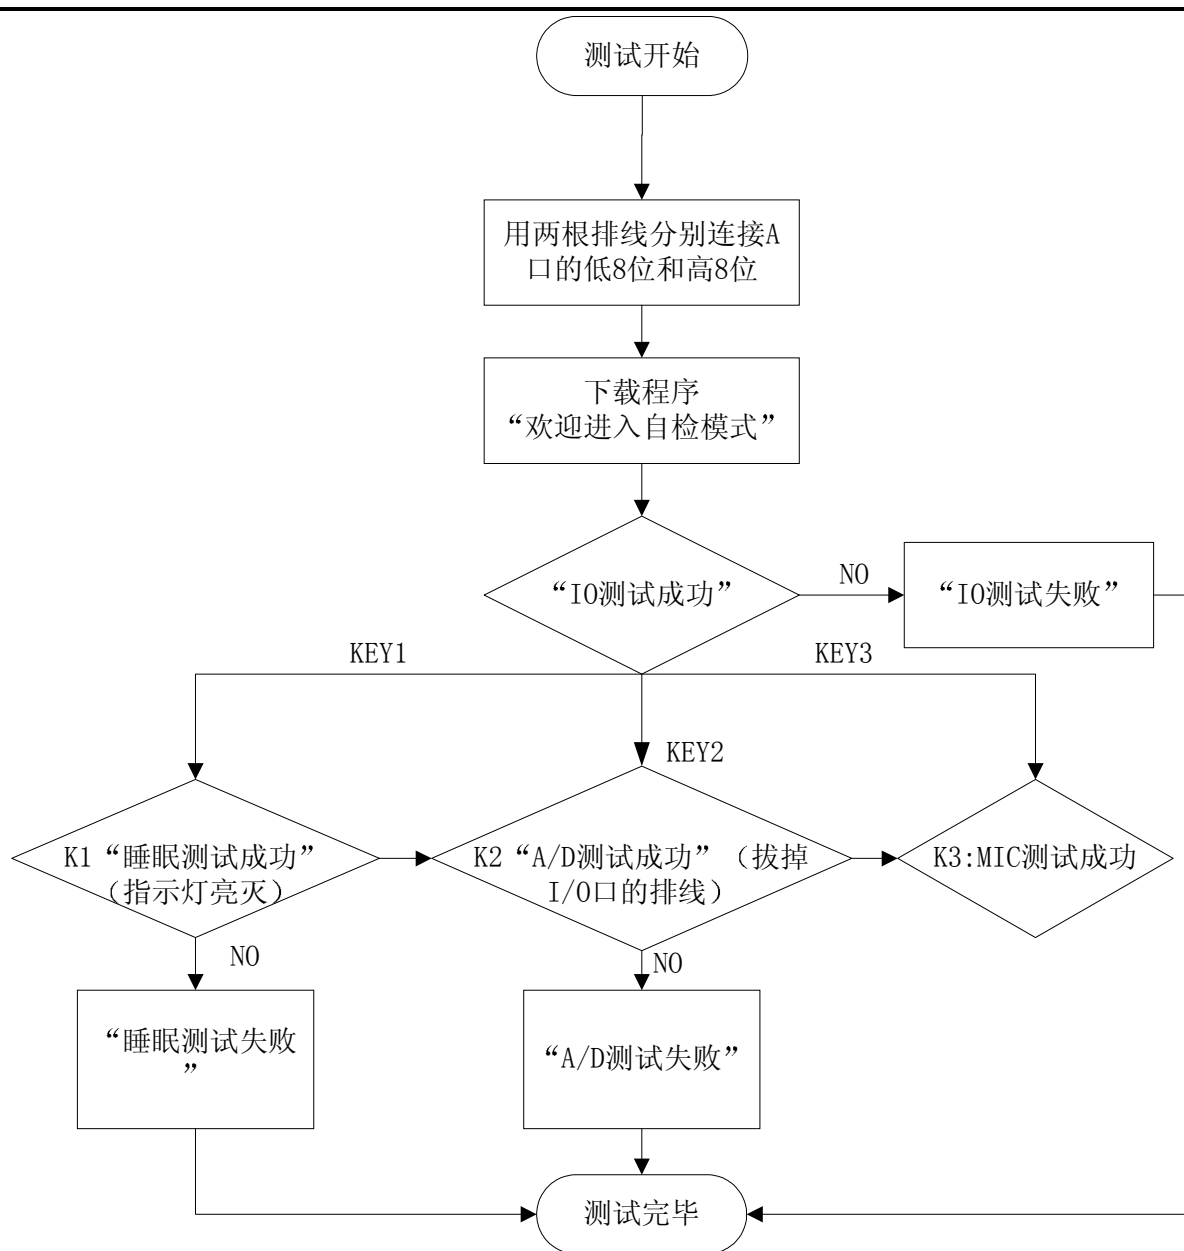 测试开始
用两根排线分别连接A
口的低8位和高8位
下载程序
“欢迎进入自检模式”
“IO测试成功”
NO
“IO测试失败”
KEY1
KEY3
KEY2
K1“睡眠测试成功”
（指示灯亮灭）
K2“A/D测试成功”（拔掉
I/O口的排线）
K3:MIC测试成功
NO
NO
“睡眠测试失败
”
“A/D测试失败”
测试完毕